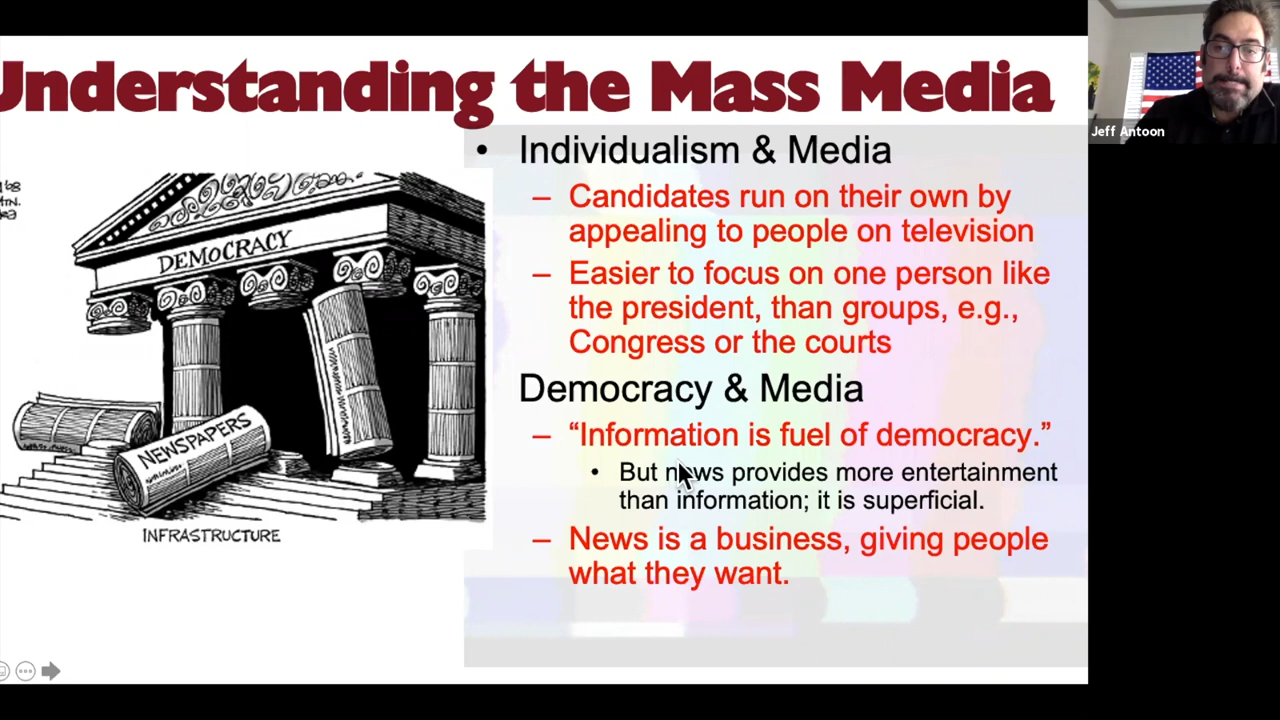 Understanding the Mass Media
Jeff Antoon
• Individualism & Media
– Candidates run on their own by
appealing to people on television
– Easier to focus on one person like
the president, than groups, e.g.,
Congress or the courts
Democracy & Media
– “Information is fuel of democracy.”
• But news provides more entertainment
than information; it is superficial.
– News is a business, giving people
what they want.
DEMOCRACY
NEWSPAPERS
INFRASTRUCTURE